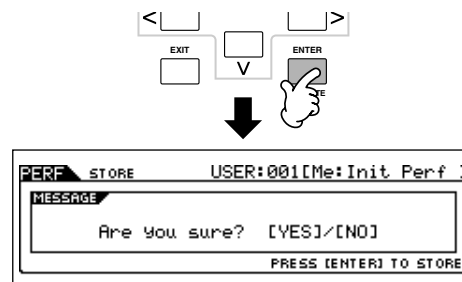 < >
EXIT ENTER
V
TE
PERF STORE USER:001[Me:Init Perf ]
MESSAGE
Are you sure? [YES]/[NO]
PRESS [ENTER] TO STORE